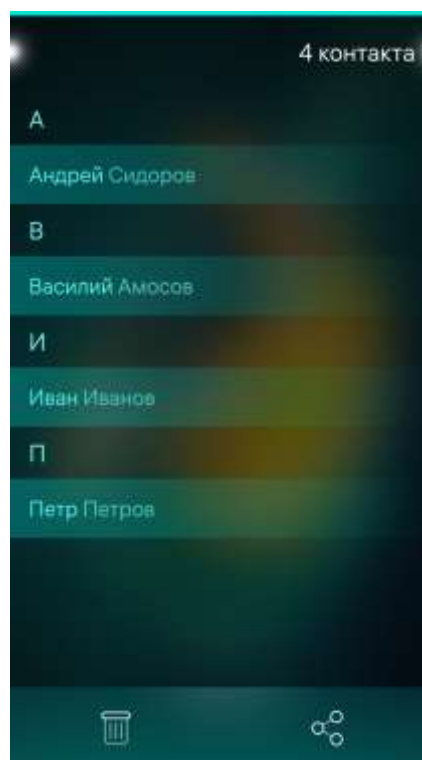 4 контакта
А
Андрей Сидоров
В
Василий Амосов
И
Иван Иванов
П
Петр Петров